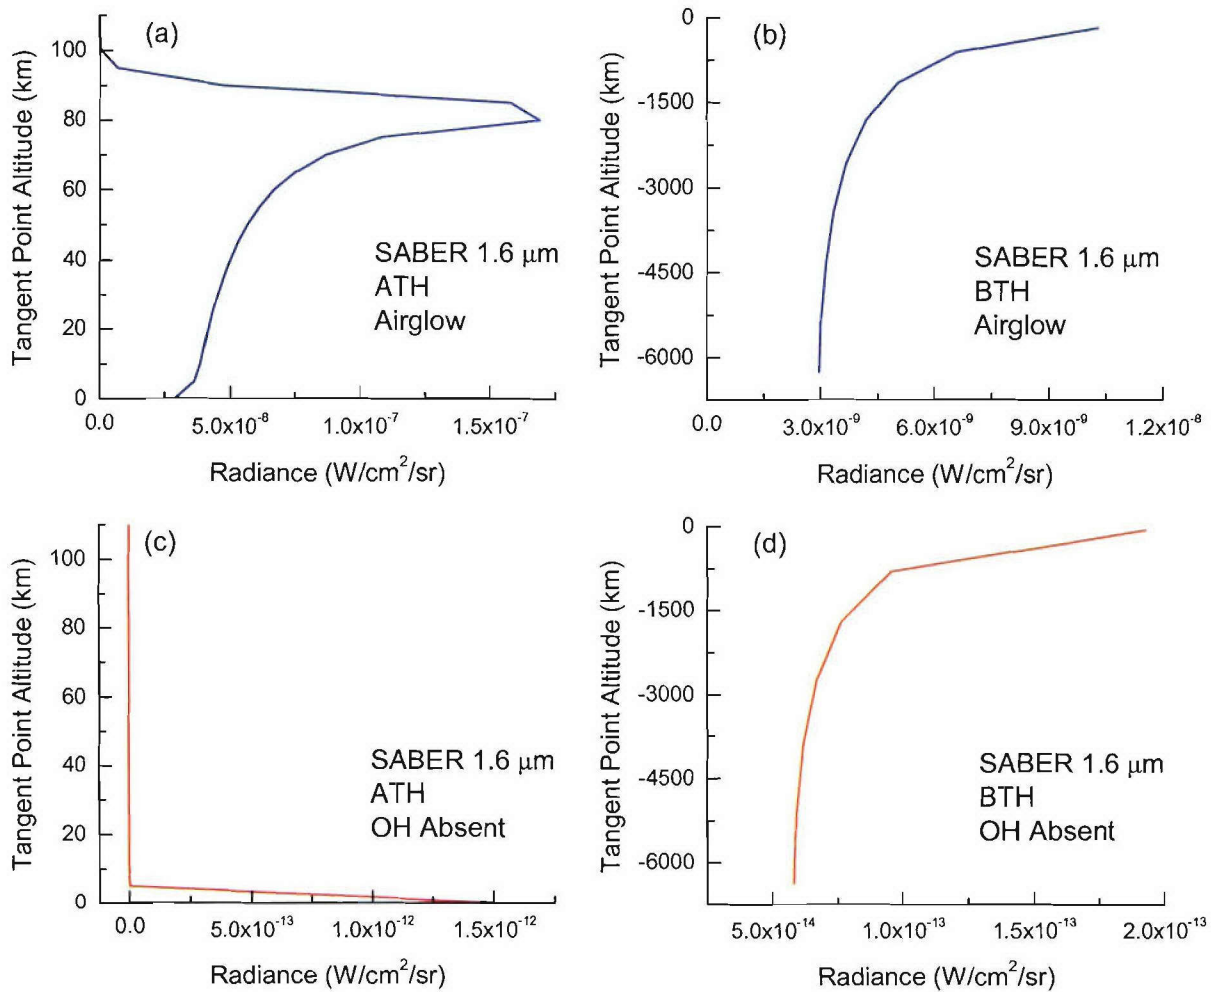 (a)
Tangent Point Altitude (km)
100
80
60
40
20
0
SABER 1.6 μm
ATH
Airglow
0.0 5.0x10⁻⁸ 1.0x10⁻⁷ 1.5x10⁻⁷
Radiance (W/cm²/sr)
(b)
Tangent Point Altitude (km)
0
-1500
-3000
-4500
-6000
SABER 1.6 μm
BTH
Airglow
0.0 3.0x10⁻⁹ 6.0x10⁻⁹ 9.0x10⁻⁹ 1.2x10⁻⁸
Radiance (W/cm²/sr)
(c)
Tangent Point Altitude (km)
100
80
60
40
20
0
SABER 1.6 μm
ATH
OH Absent
0.0 5.0x10⁻¹³ 1.0x10⁻¹² 1.5x10⁻¹²
Radiance (W/cm²/sr)
(d)
Tangent Point Altitude (km)
0
-1500
-3000
-4500
-6000
SABER 1.6 μm
BTH
OH Absent
5.0x10⁻¹⁴ 1.0x10⁻¹³ 1.5x10⁻¹³ 2.0x10⁻¹³
Radiance (W/cm²/sr)